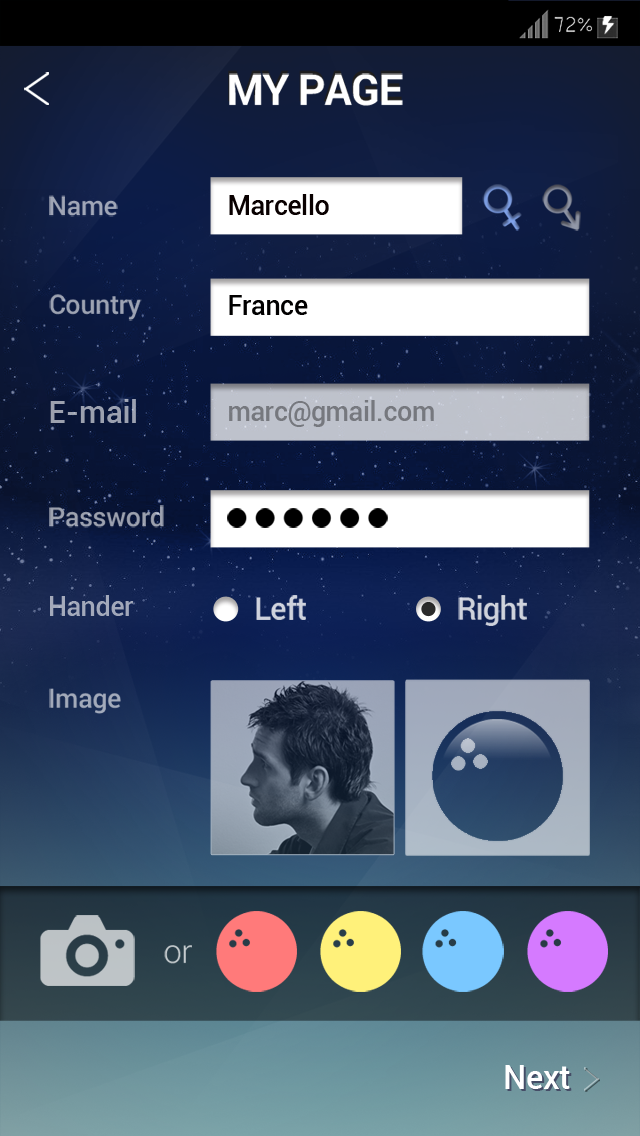 72%
MY PAGE
Name Marcello
Country France
E-mail marc@gmail.com
Password ●●●●●●
Hander Left Right
Image
or
Next